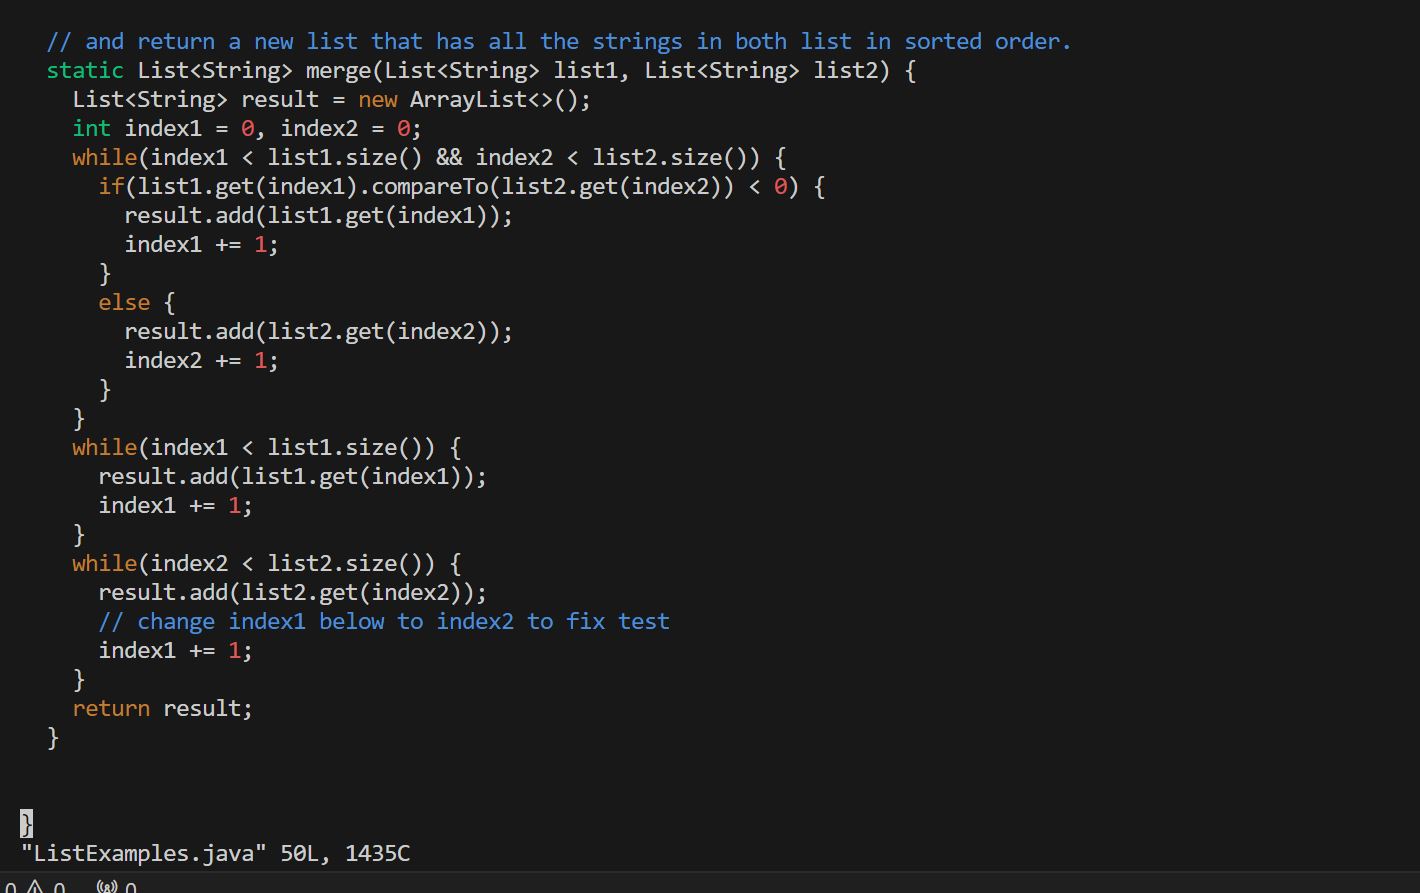 // and return a new list that has all the strings in both list in sorted order.
static List<String> merge(List<String> list1, List<String> list2) {
List<String> result = new ArrayList<>();
int index1 = 0, index2 = 0;
while(index1 < list1.size() && index2 < list2.size()) {
if(list1.get(index1).compareTo(list2.get(index2)) < 0) {
result.add(list1.get(index1));
index1 += 1;
}
else {
result.add(list2.get(index2));
index2 += 1;
}
}
while(index1 < list1.size()) {
result.add(list1.get(index1));
index1 += 1;
}
while(index2 < list2.size()) {
result.add(list2.get(index2));
// change index1 below to index2 to fix test
index1 += 1;
}
return result;
}
}
"ListExamples.java" 50L, 1435C
0 0 0